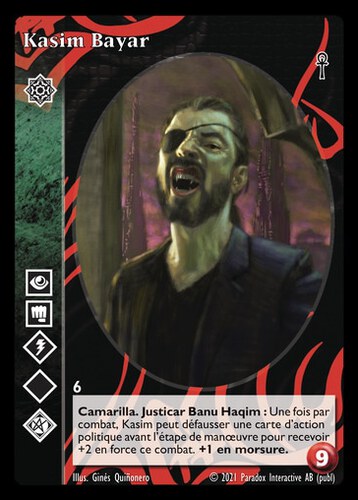 Kasim Bayar
6
Camarilla. Justicar Banu Haqim : Une fois par
combat, Kasim peut défausser une carte d'action
politique avant l'étape de manœuvre pour recevoir
+2 en force ce combat. +1 en morsure.
9
Illus. Ginés Quiñonero
© 2021 Paradox Interactive AB (publ)